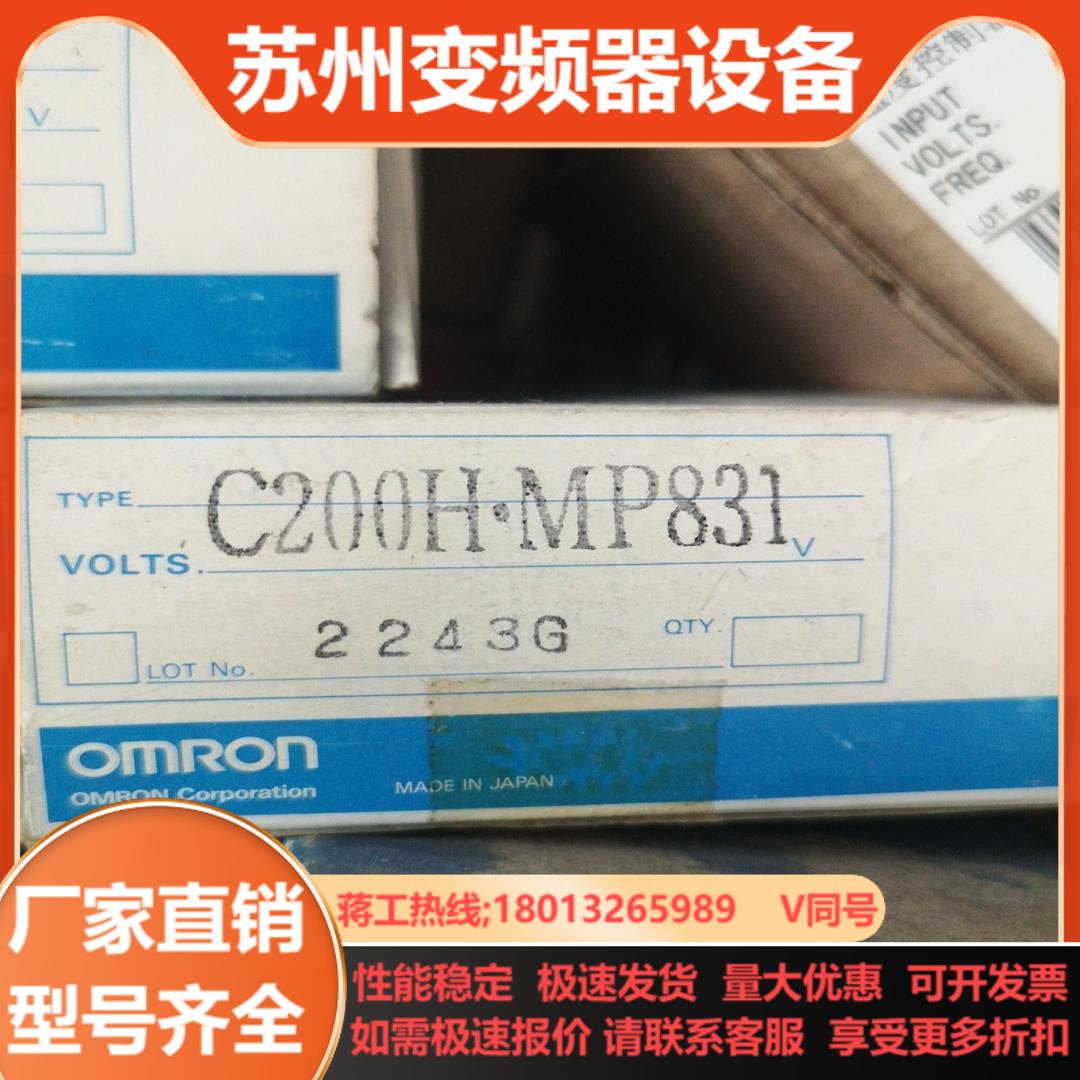 苏州变频器设备
INPUT
VOLTS.
FREQ.
LOT No.
V
TYPE C200H·MP831
VOLTS. V
2243G QTY.
LOT No.
OMRON
OMRON Corporation MADE IN JAPAN
厂家直销
型号齐全
蒋工热线;18013265989 V同号
性能稳定 极速发货 量大优惠 可开发票
如需极速报价 请联系客服 享受更多折扣